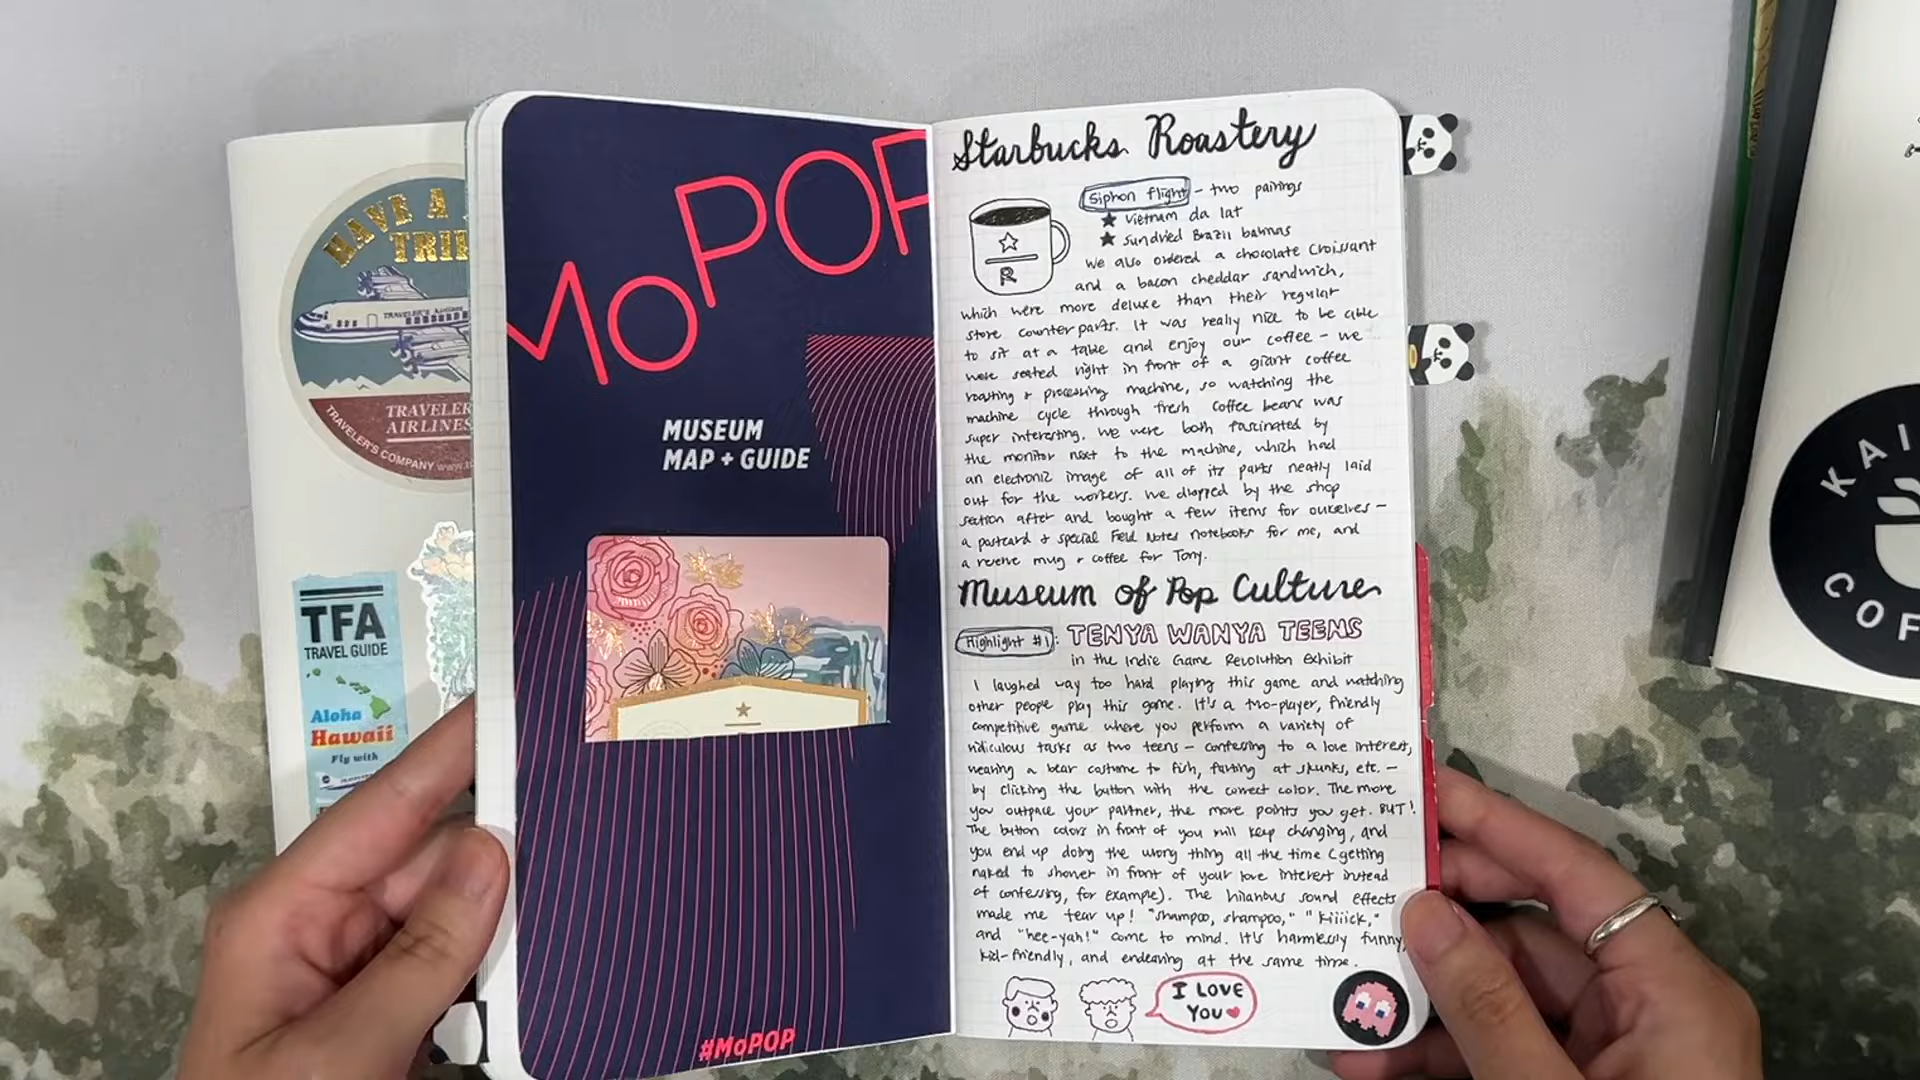 HAVE A
TRIP
TRAVELER'S Airlines
TRAVELER
AIRLINES
TRAVELER'S COMPANY www.t
TFA
TRAVEL GUIDE
Aloha
Hawaii
Fly with
MoPOP
MUSEUM
MAP + GUIDE
#MoPOP
Starbucks Roastery
Siphon flight - two pairings
★ vietnam da lat
★ sundried Brazil bahmas
R
we also ordered a chocolate croissant
and a bacon cheddar sandwich,
which were more deluxe than their regular
store counterparts. It was really nice to be able
to sit at a table and enjoy our coffee - we
were seated right in front of a giant coffee
roasting + processing machine, so watching the
machine cycle through fresh coffee beans was
super interesting. We were both fascinated by
the monitor next to the machine, which had
an electronic image of all of its parts neatly laid
out for the workers. We dropped by the shop
section after and bought a few items for ourselves -
a postcard + special Field Notes notebooks for me, and
a reserve mug + coffee for Tony.
Museum of Pop Culture
Highlight #1: TENYA WANYA TEENS
in the Indie Game Revolution Exhibit
I laughed way too hard playing this game and watching
other people play this game. It's a two-player, friendly
competitive game where you perform a variety of
ridiculous tasks as two teens - confessing to a love interest,
wearing a bear costume to fish, farting at skunks, etc. -
by clicking the button with the correct color. The more
you outpace your partner, the more points you get. BUT!
The button colors in front of you will keep changing, and
you end up doing the wrong thing all the time (getting
naked to shower in front of your love interest instead
of confessing, for example). The hilarious sound effects
made me tear up! "shampoo, shampoo," "kiiiick,"
and "hee-yah!" come to mind. It's harmlessly funny,
kid-friendly, and endearing at the same time.
I LOVE
YOU
KAI
COF